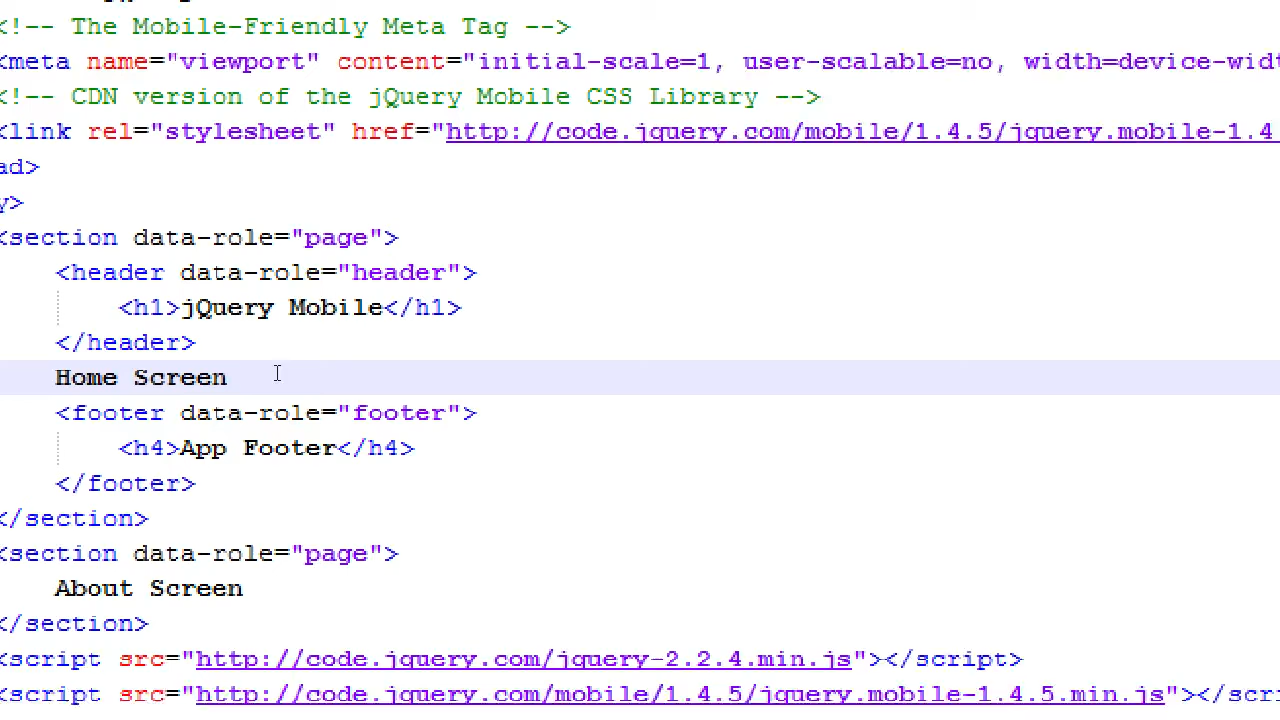 <!-- The Mobile-Friendly Meta Tag -->
<meta name="viewport" content="initial-scale=1, user-scalable=no, width=device-widt
<!-- CDN version of the jQuery Mobile CSS Library -->
<link rel="stylesheet" href="http://code.jquery.com/mobile/1.4.5/jquery.mobile-1.4
ad>
y>
<section data-role="page">
<header data-role="header">
<h1>jQuery Mobile</h1>
</header>
Home Screen
<footer data-role="footer">
<h4>App Footer</h4>
</footer>
</section>
<section data-role="page">
About Screen
</section>
<script src="http://code.jquery.com/jquery-2.2.4.min.js"></script>
<script src="http://code.jquery.com/mobile/1.4.5/jquery.mobile-1.4.5.min.js"></scri